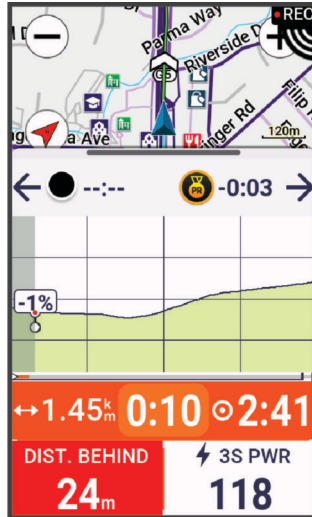 Parma Way
Riverside D
REC
G5
a Ave
inger Rd
Filip
120m
--:--
PR
-0:03
-1%
1.45km
0:10
2:41
DIST. BEHIND
3S PWR
24m
118